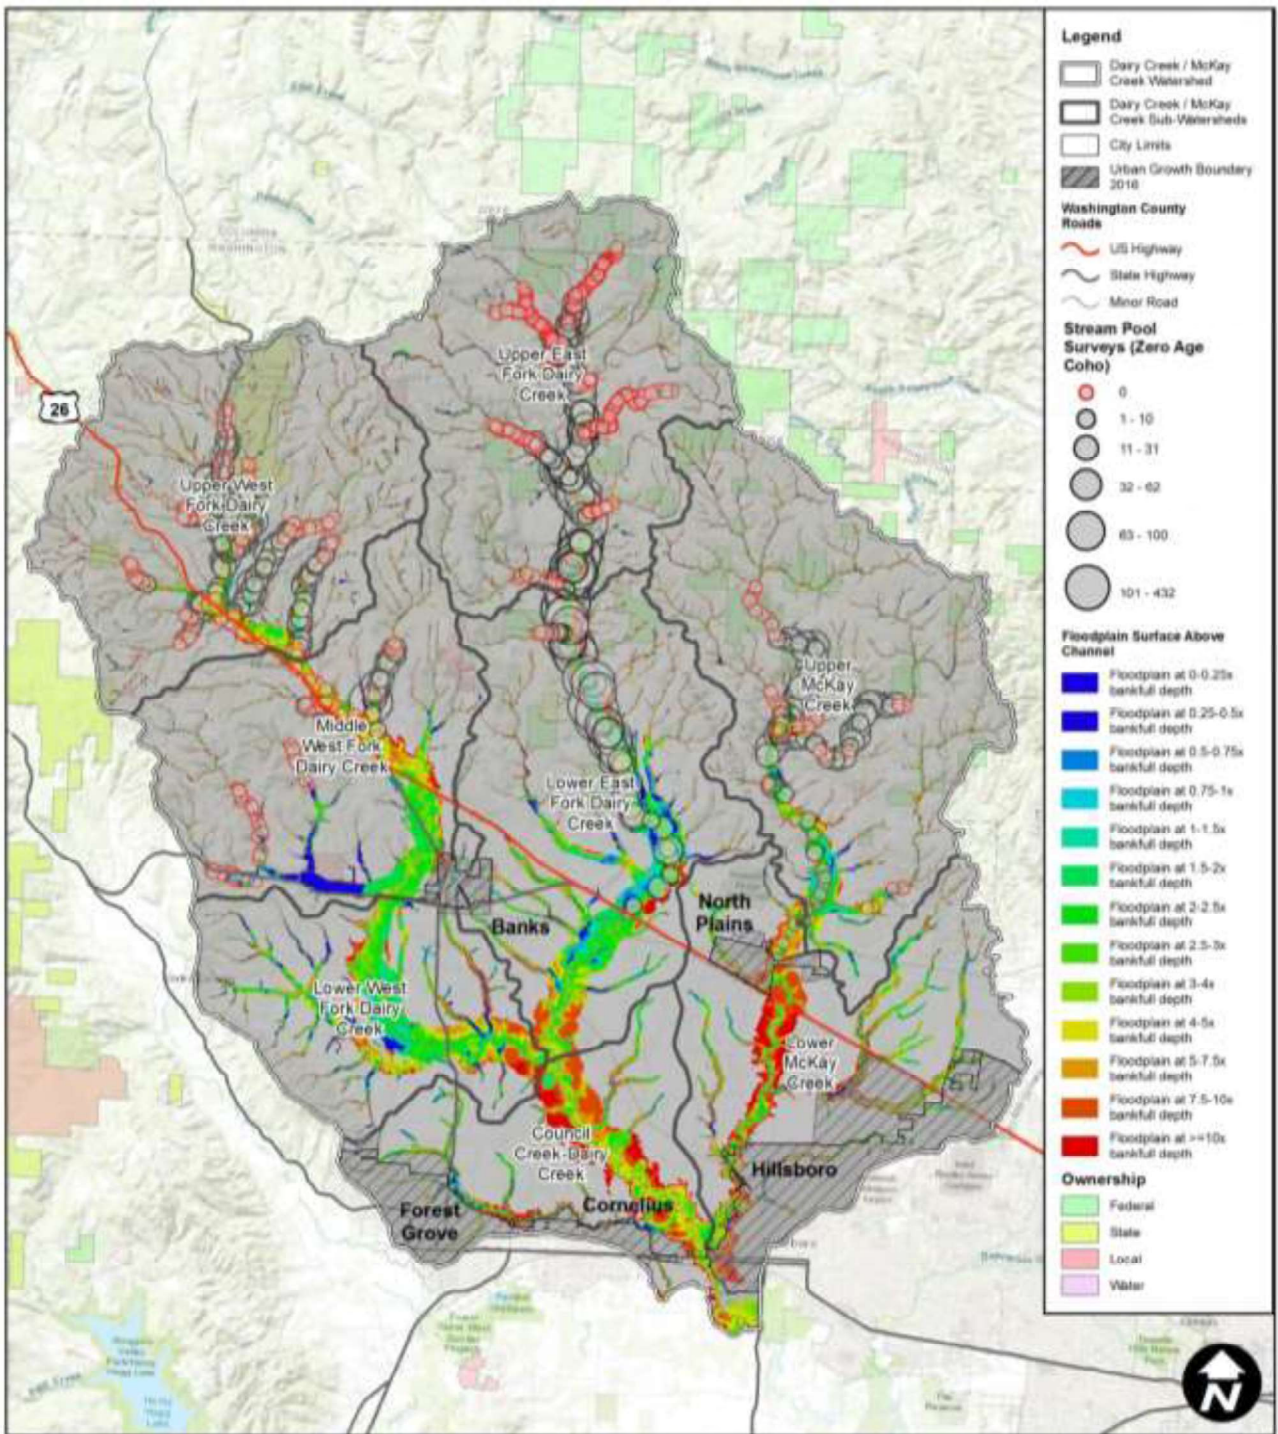 Legend
Dairy Creek / McKay
Creek Watershed
Dairy Creek / McKay
Creek Sub-Watersheds
City Limits
Urban Growth Boundary
2016
Washington County
Roads
US Highway
State Highway
Minor Road
Stream Pool
Surveys (Zero Age
Coho)
0
1 - 10
11 - 31
32 - 62
63 - 100
101 - 432
Floodplain Surface Above
Channel
Floodplain at 0-0.25x
bankfull depth
Floodplain at 0.25-0.5x
bankfull depth
Floodplain at 0.5-0.75x
bankfull depth
Floodplain at 0.75-1x
bankfull depth
Floodplain at 1-1.5x
bankfull depth
Floodplain at 1.5-2x
bankfull depth
Floodplain at 2-2.5x
bankfull depth
Floodplain at 2.5-3x
bankfull depth
Floodplain at 3-4x
bankfull depth
Floodplain at 4-5x
bankfull depth
Floodplain at 5-7.5x
bankfull depth
Floodplain at 7.5-10x
bankfull depth
Floodplain at >=10x
bankfull depth
Ownership
Federal
State
Local
Water
N
COLUMBIA
WASHINGTON
26
Upper East
Fork Dairy
Creek
Upper West
Fork Dairy
Creek
Upper
McKay
Creek
Middle
West Fork
Dairy Creek
Lower East
Fork Dairy
Creek
Banks
North
Plains
Lower West
Fork Dairy
Creek
Lower
McKay
Creek
Council
Creek-Dairy
Creek
Hillsboro
Cornelius
Forest
Grove